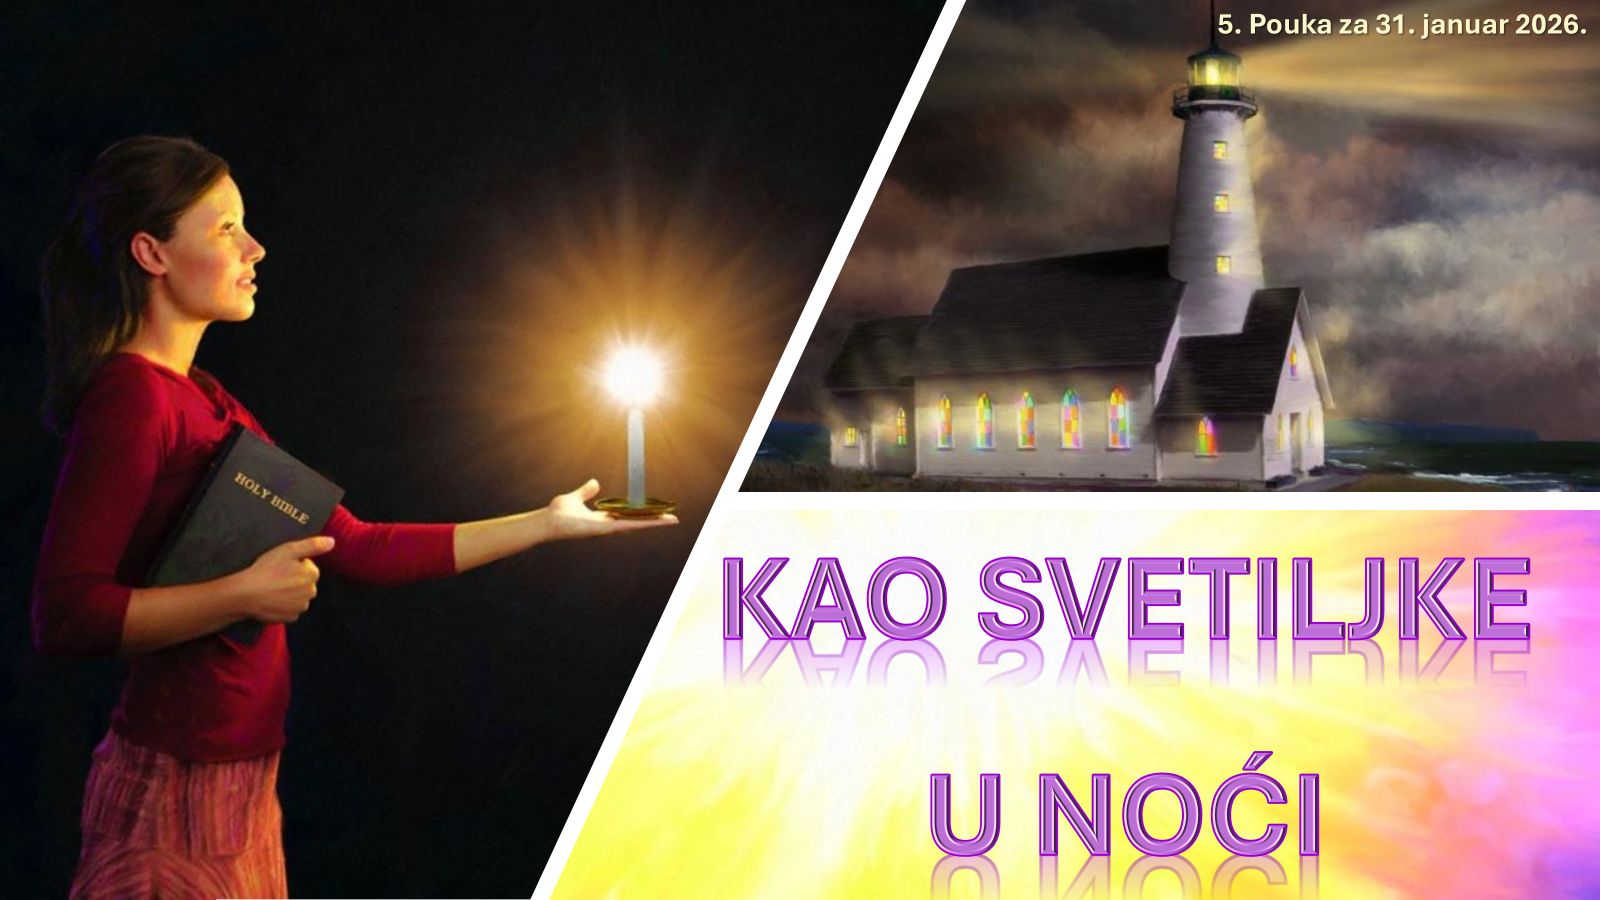 5. Pouka za 31. januar 2026.
HOLY BIBLE
KAO SVETILJKE
U NOĆI